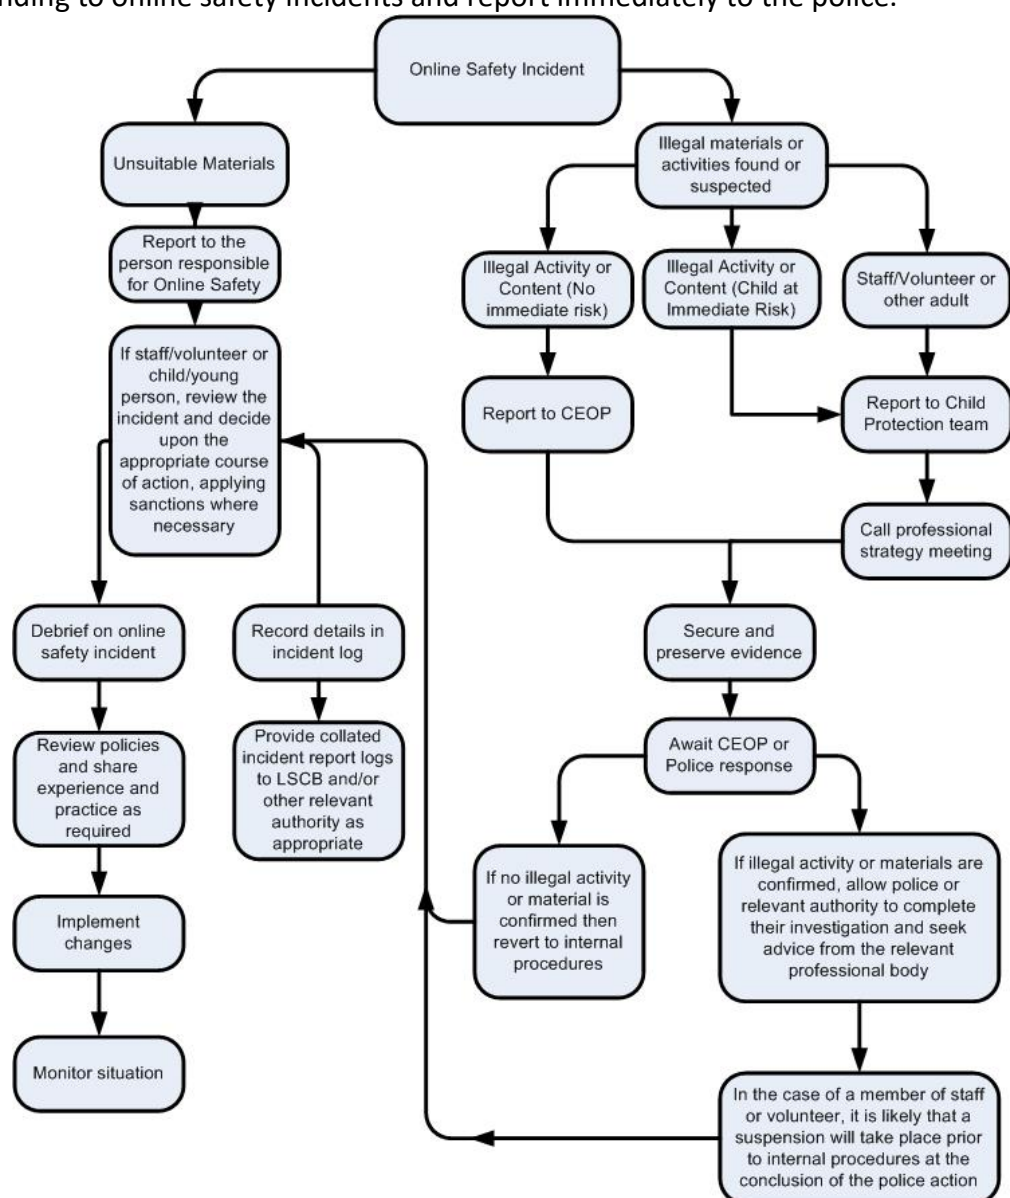 nding to online safety incidents and report immediately to the police.
Online Safety Incident
Unsuitable Materials
Illegal materials or
activities found or
suspected
Report to the
person responsible
for Online Safety
Illegal Activity or
Content (No
immediate risk)
Illegal Activity or
Content (Child at
Immediate Risk)
Staff/Volunteer or
other adult
If staff/volunteer or
child/young
person, review the
incident and decide
upon the
appropriate course
of action, applying
sanctions where
necessary
Report to CEOP
Report to Child
Protection team
Call professional
strategy meeting
Debrief on online
safety incident
Record details in
incident log
Secure and
preserve evidence
Review policies
and share
experience and
practice as
required
Provide collated
incident report logs
to LSCB and/or
other relevant
authority as
appropriate
Await CEOP or
Police response
If no illegal activity
or material is
confirmed then
revert to internal
procedures
If illegal activity or materials are
confirmed, allow police or
relevant authority to complete
their investigation and seek
advice from the relevant
professional body
Implement
changes
Monitor situation
In the case of a member of staff
or volunteer, it is likely that a
suspension will take place prior
to internal procedures at the
conclusion of the police action